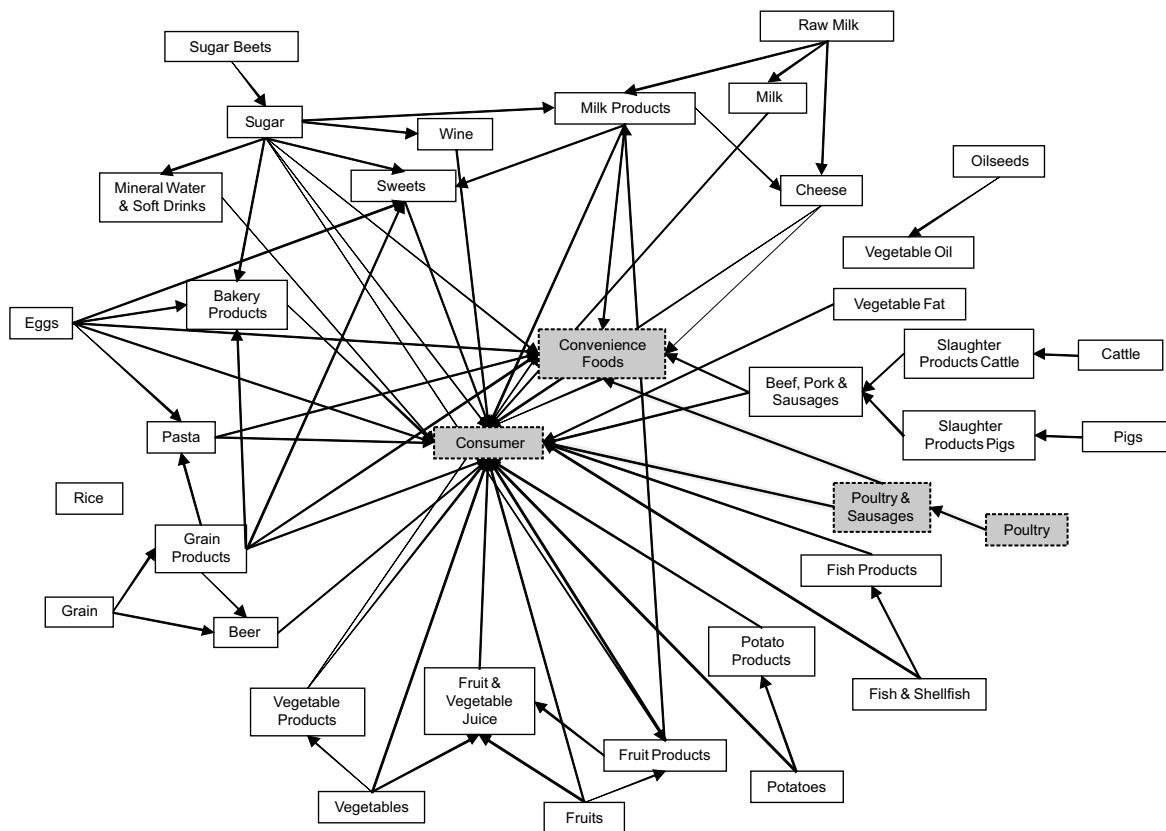 Raw Milk
Sugar Beets
Milk
Milk Products
Sugar
Wine
Oilseeds
Mineral Water
& Soft Drinks
Sweets
Cheese
Vegetable Oil
Bakery
Products
Vegetable Fat
Eggs
Convenience
Foods
Slaughter
Products Cattle
Cattle
Beef, Pork &
Sausages
Pasta
Consumer
Slaughter
Products Pigs
Pigs
Rice
Poultry &
Sausages
Poultry
Grain
Products
Fish Products
Grain
Beer
Potato
Products
Vegetable
Products
Fruit &
Vegetable
Juice
Fish & Shellfish
Fruit Products
Potatoes
Vegetables
Fruits